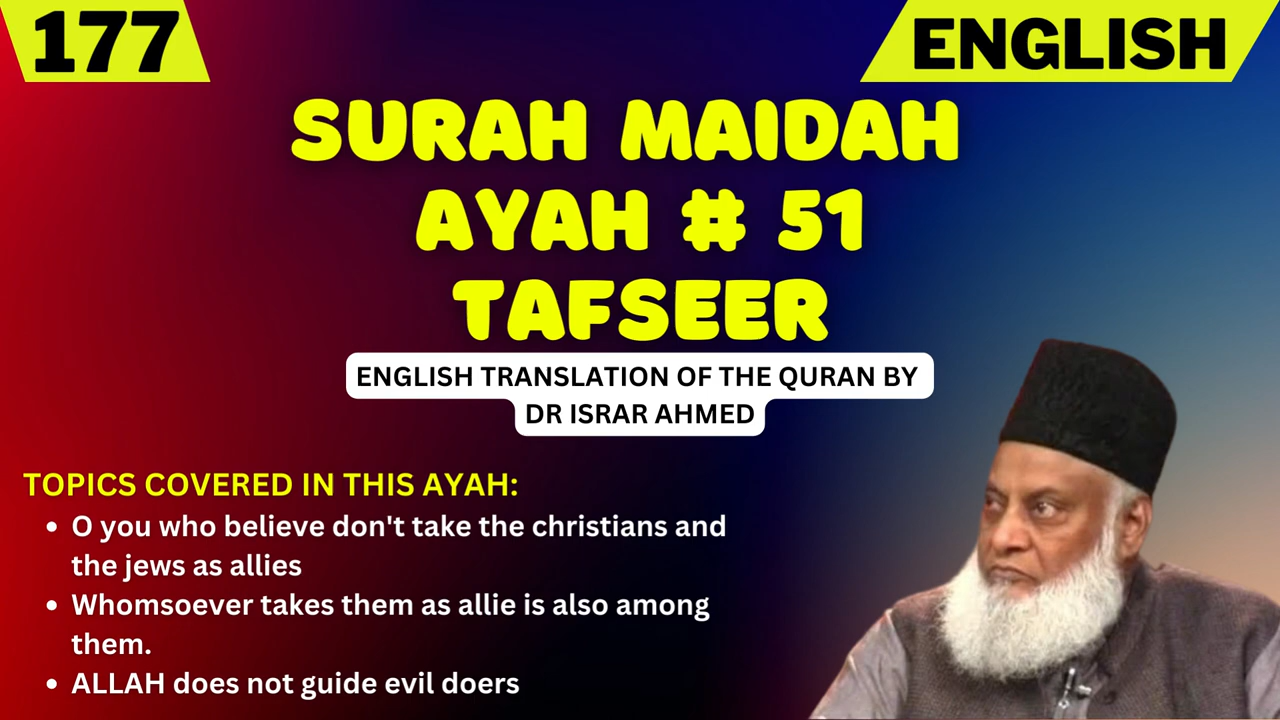 177
ENGLISH
SURAH MAIDAH
AYAH # 51
TAFSEER
ENGLISH TRANSLATION OF THE QURAN BY
DR ISRAR AHMED
TOPICS COVERED IN THIS AYAH:
• O you who believe don't take the christians and
the jews as allies
• Whomsoever takes them as allie is also among
them.
• ALLAH does not guide evil doers